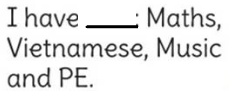 I have ____: Maths,
Vietnamese, Music
and PE.